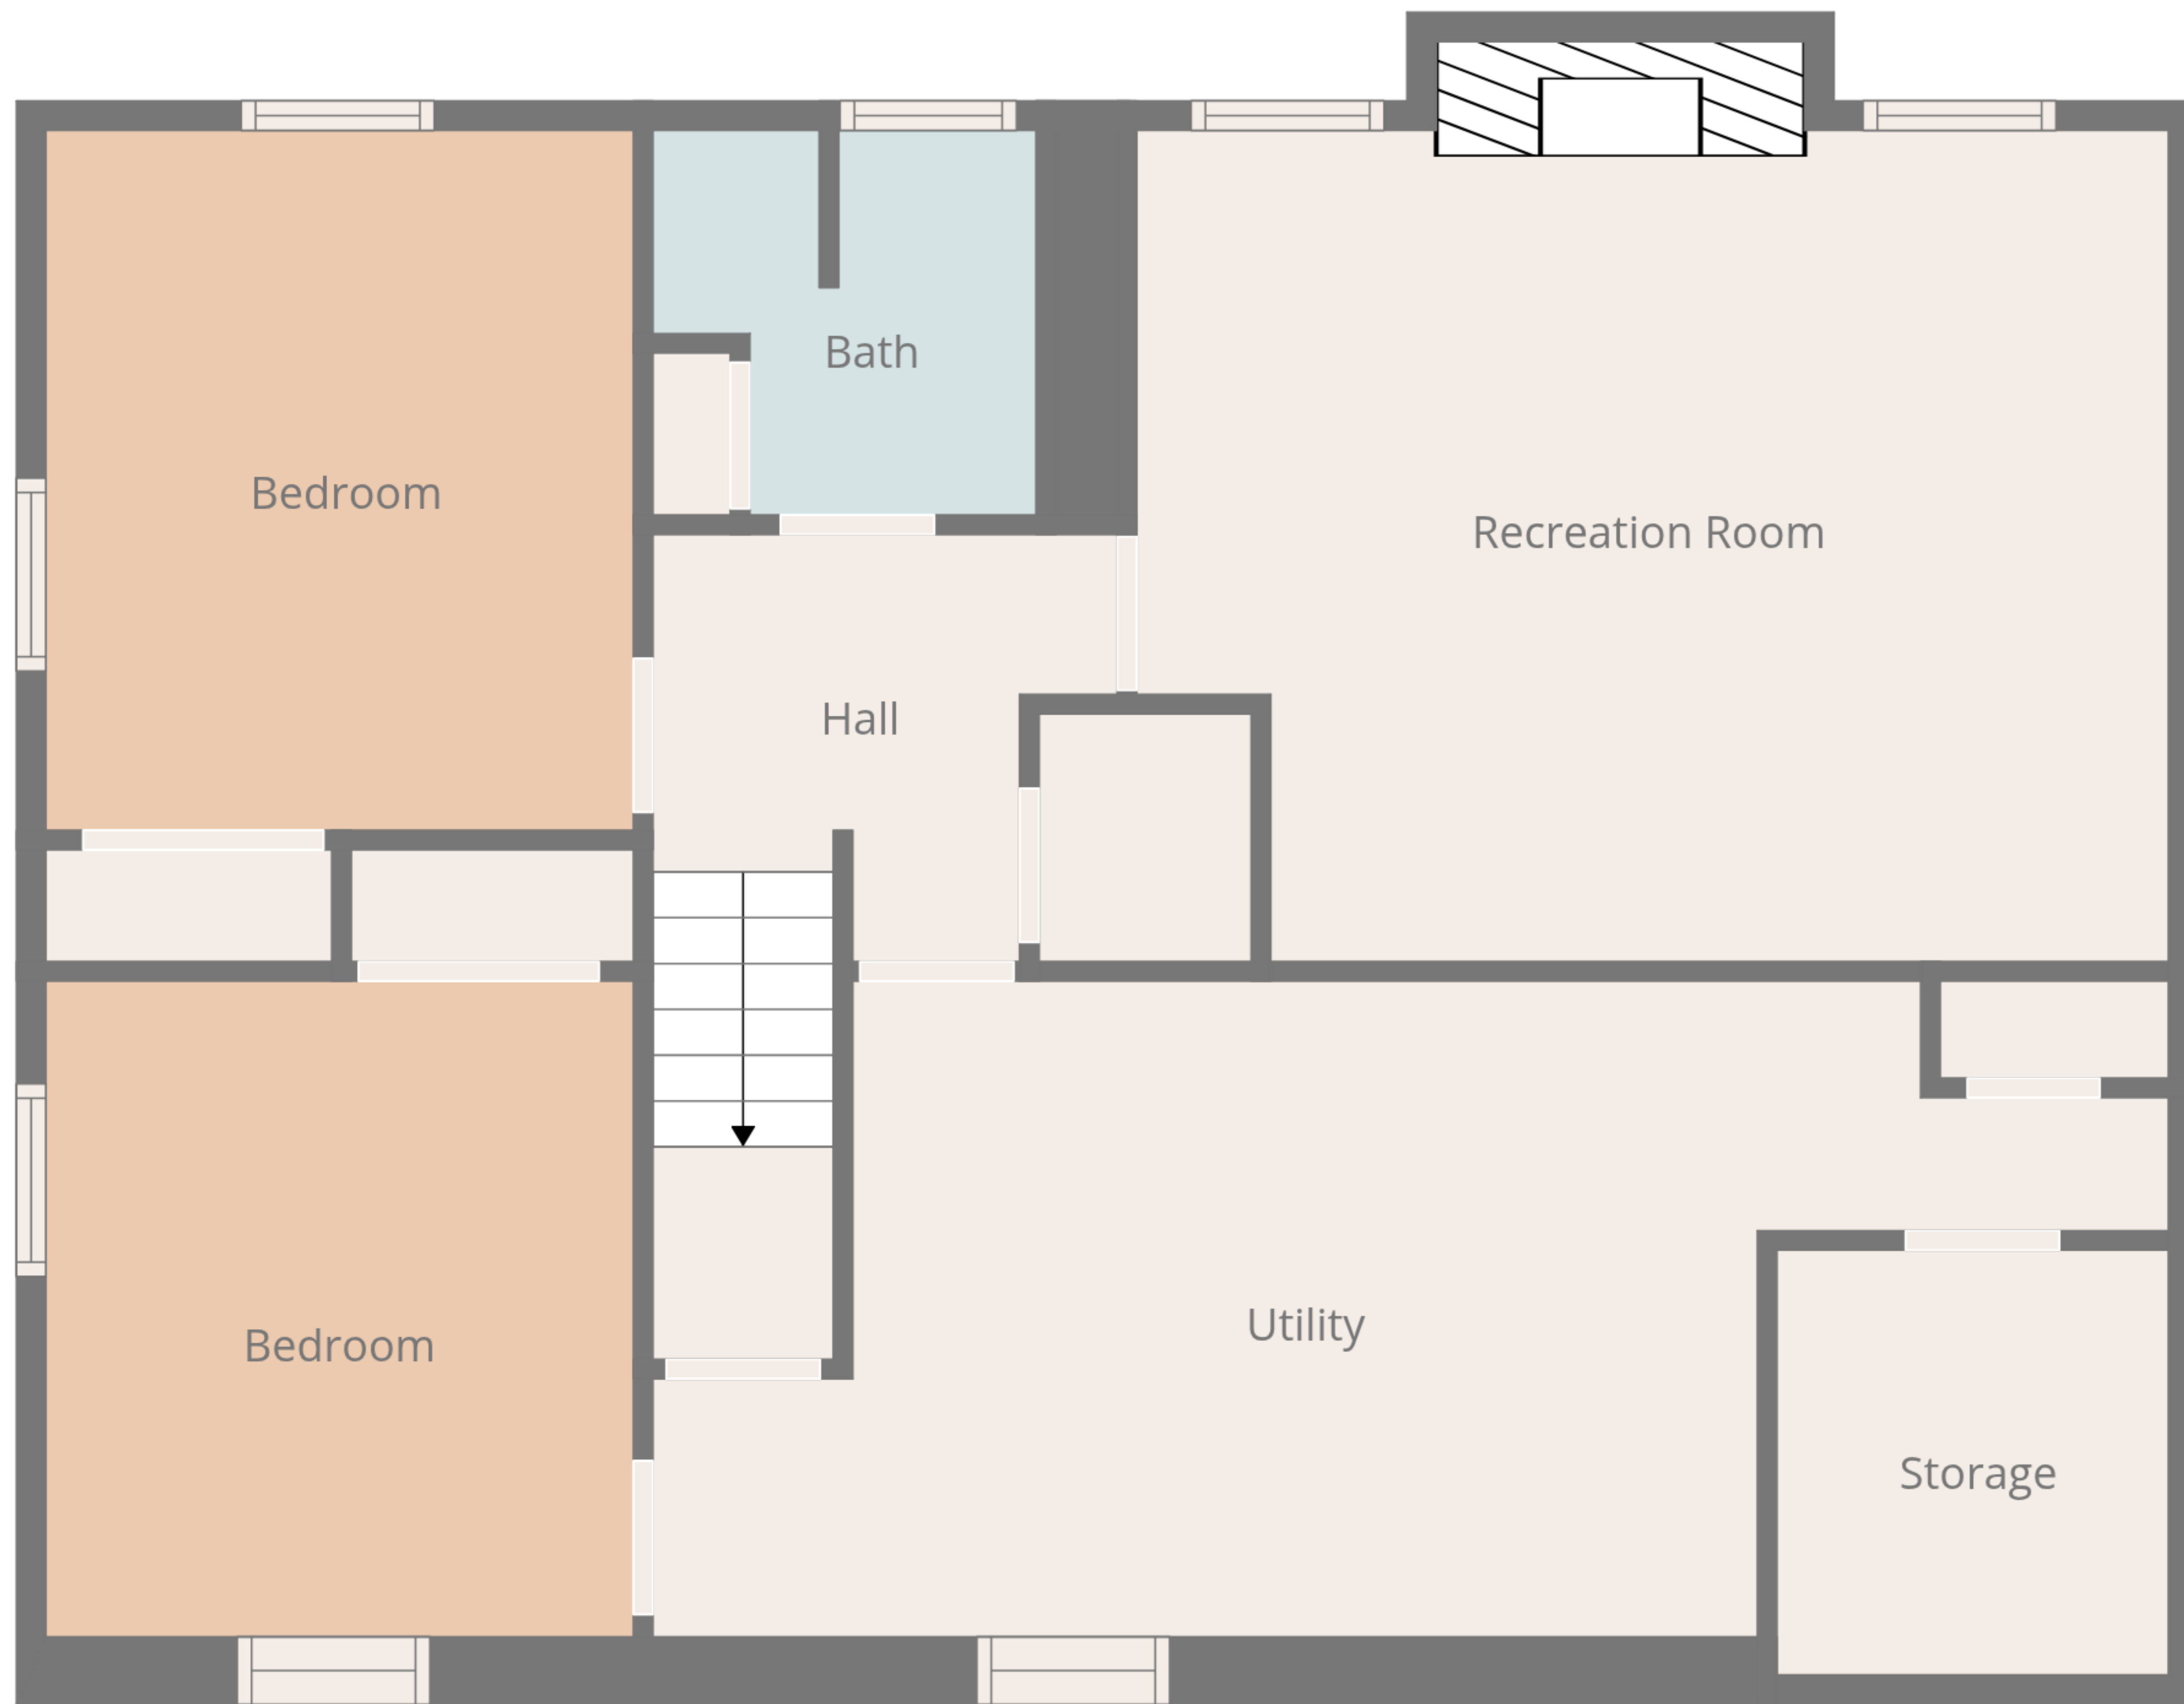 Bath
Bedroom
Recreation Room
Hall
Utility
Bedroom
Storage